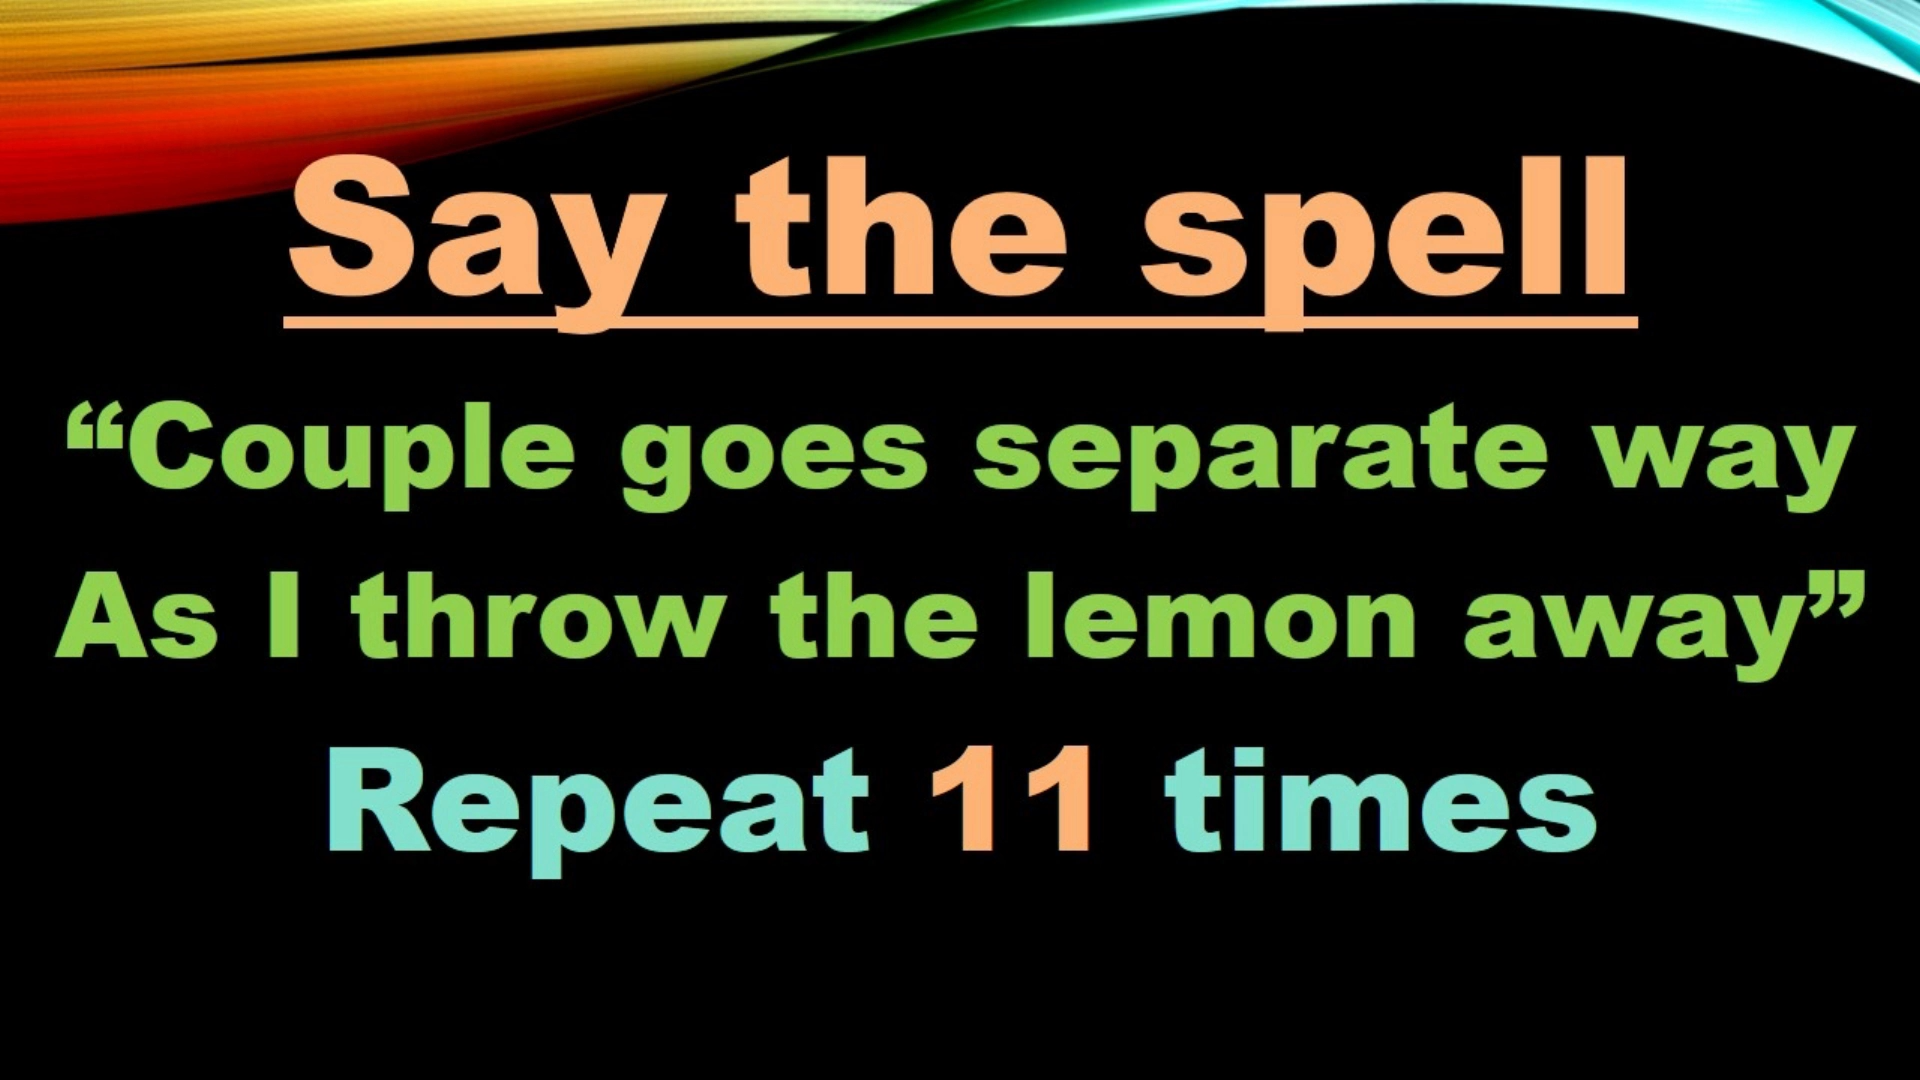 Say the spell
“Couple goes separate way
As I throw the lemon away”
Repeat 11 times